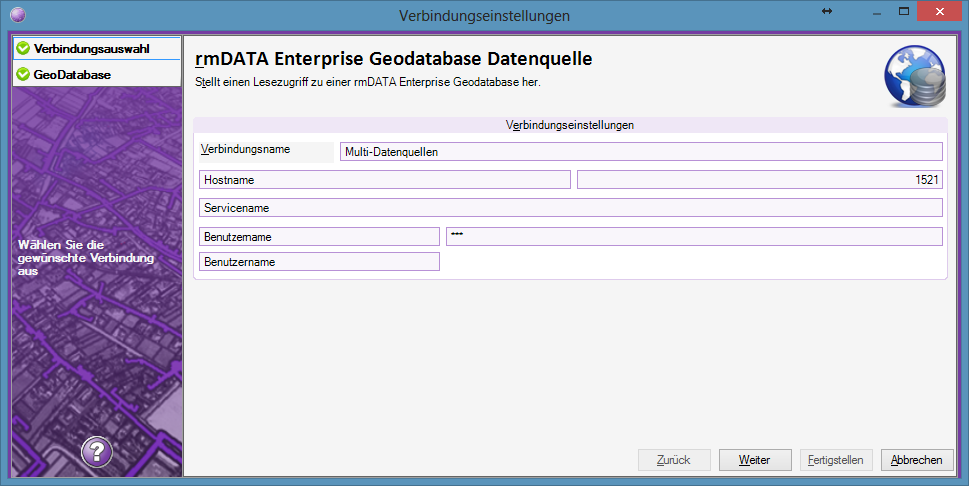 Verbindungseinstellungen
Verbindungsauswahl
GeoDatabase
Wählen Sie die
gewünschte Verbindung
aus
?
rmDATA Enterprise Geodatabase Datenquelle
Stellt einen Lesezugriff zu einer rmDATA Enterprise Geodatabase her.
Verbindungseinstellungen
Verbindungsname Multi-Datenquellen
Hostname 1521
Servicename
Benutzername ***
Benutzername
Zurück Weiter Fertigstellen Abbrechen